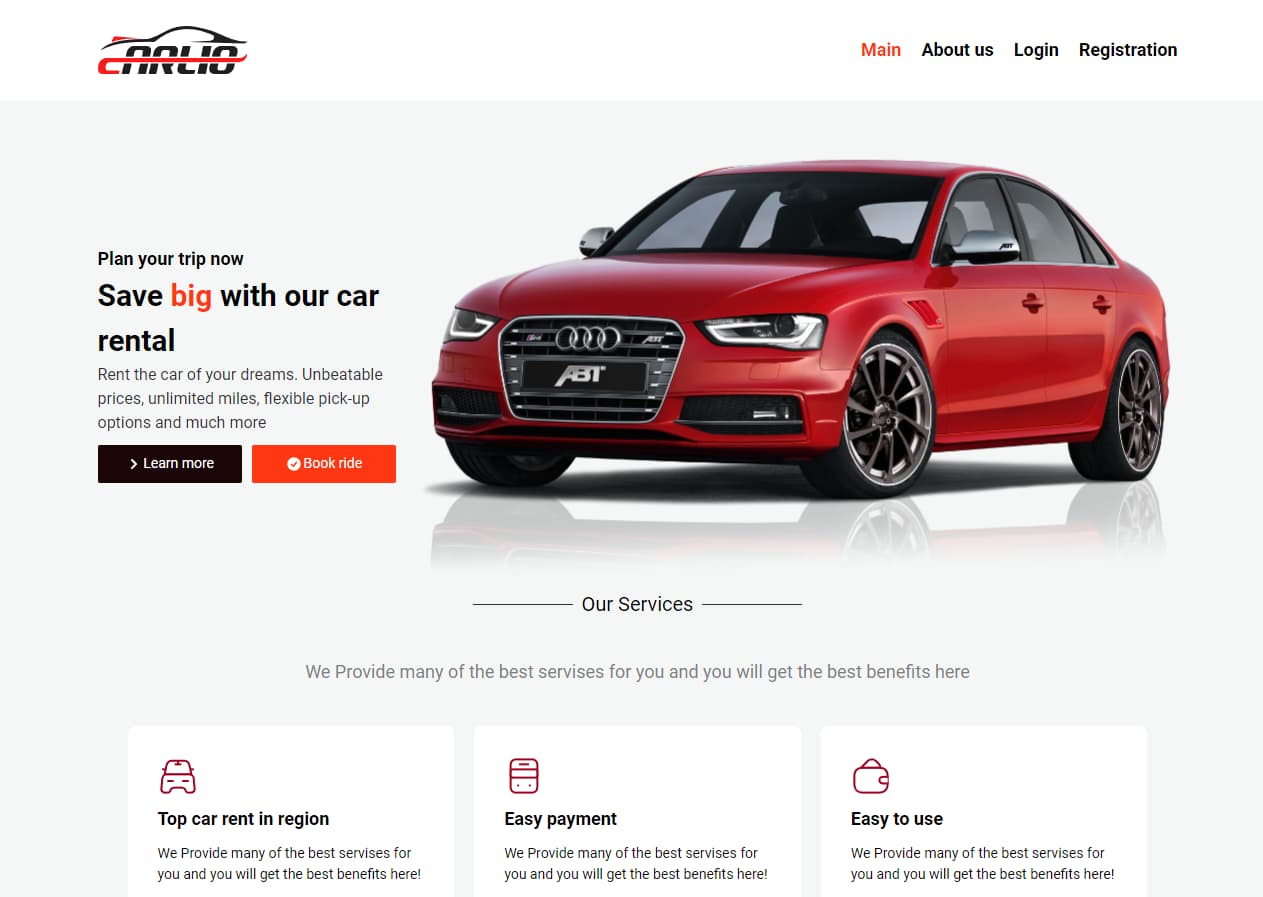 CARLIO
Main About us Login Registration
Plan your trip now
Save big with our car
rental
Rent the car of your dreams. Unbeatable
prices, unlimited miles, flexible pick-up
options and much more
Learn more Book ride
ABT
ABT
ABT
Our Services
We Provide many of the best servises for you and you will get the best benefits here
Top car rent in region
We Provide many of the best servises for
you and you will get the best benefits here!
Easy payment
We Provide many of the best servises for
you and you will get the best benefits here!
Easy to use
We Provide many of the best servises for
you and you will get the best benefits here!